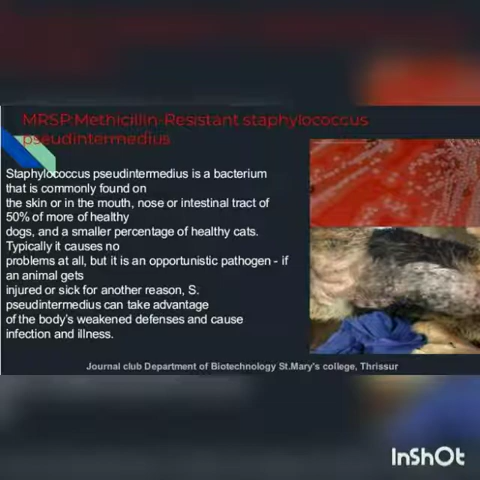 MRSP:Methicillin-Resistant staphylococcus
pseudintermedius
Staphylococcus pseudintermedius is a bacterium
that is commonly found on
the skin or in the mouth, nose or intestinal tract of
50% of more of healthy
dogs, and a smaller percentage of healthy cats.
Typically it causes no
problems at all, but it is an opportunistic pathogen - if
an animal gets
injured or sick for another reason, S.
pseudintermedius can take advantage
of the body's weakened defenses and cause
infection and illness.
Journal club Department of Biotechnology St.Mary's college, Thrissur
InShOt